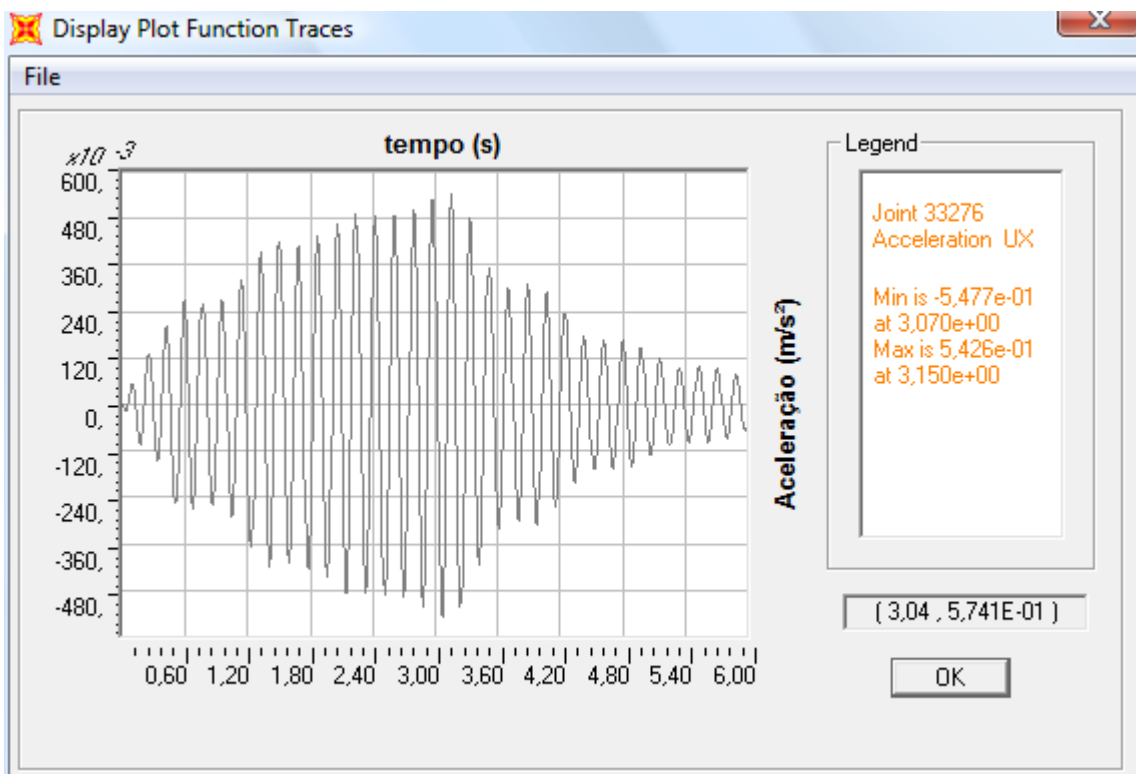 Display Plot Function Traces
X
File
tempo (s)
x10 -3
600,
480,
360,
240,
120,
0,
-120,
-240,
-360,
-480,
0,60 1,20 1,80 2,40 3,00 3,60 4,20 4,80 5,40 6,00
Aceleração (m/s²)
Legend
Joint 33276
Acceleration UX
Min is -5,477e-01
at 3,070e+00
Max is 5,426e-01
at 3,150e+00
( 3,04 , 5,741E-01 )
OK